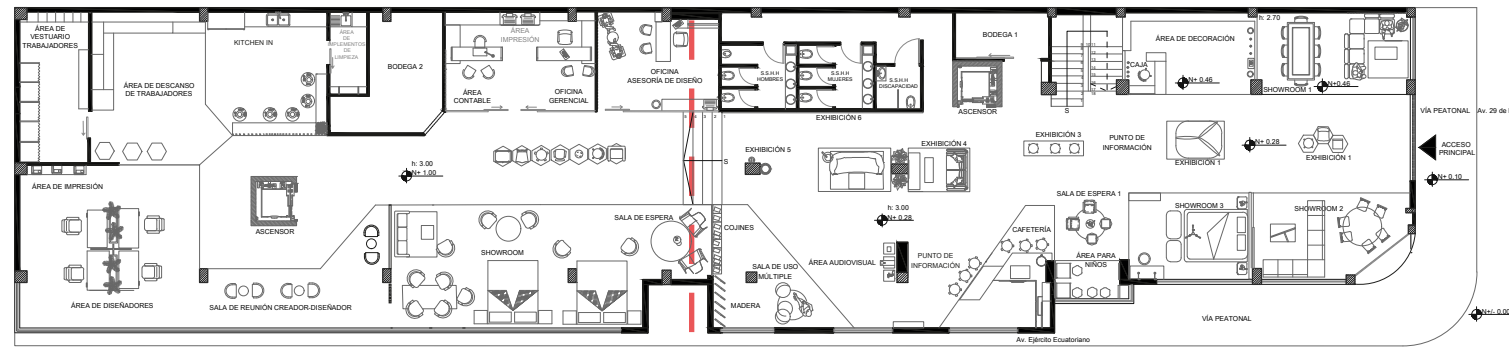 ÁREA DE
VESTUARIO
TRABAJADORES
KITCHEN IN
ÁREA
DE
IMPLEMENTOS
DE
LIMPIEZA
ÁREA DE DESCANSO
DE TRABAJADORES
BODEGA 2
ÁREA
IMPRESIÓN
ÁREA
CONTABLE
OFICINA
GERENCIAL
OFICINA
ASESORÍA DE DISEÑO
S.S.H.H
HOMBRES
S.S.H.H
MUJERES
S.S.H.H
DISCAPACIDAD
BODEGA 1
ASCENSOR
S
h: 2.70
ÁREA DE DECORACIÓN
CAJA
N+ 0.46
N+0.46
SHOWROOM 1
EXHIBICIÓN 6
VÍA PEATONAL
Av. 29 de
EXHIBICIÓN 5
S
EXHIBICIÓN 4
EXHIBICIÓN 3
PUNTO DE
INFORMACIÓN
EXHIBICIÓN 1
N+ 0.28
EXHIBICIÓN 1
ACCESO
PRINCIPAL
N+ 0.10
h: 3.00
N+ 1.00
ÁREA DE IMPRESIÓN
ASCENSOR
SALA DE ESPERA
SHOWROOM
COJINES
h: 3.00
N+ 0.28
SALA DE ESPERA 1
SHOWROOM 3
SHOWROOM 2
CAFETERÍA
ÁREA PARA
NIÑOS
ÁREA AUDIOVISUAL
PUNTO DE
INFORMACIÓN
SALA DE USO
MÚLTIPLE
MADERA
ÁREA DE DISEÑADORES
SALA DE REUNIÓN CREADOR-DISEÑADOR
VÍA PEATONAL
N+/- 0.00
Av. Ejército Ecuatoriano